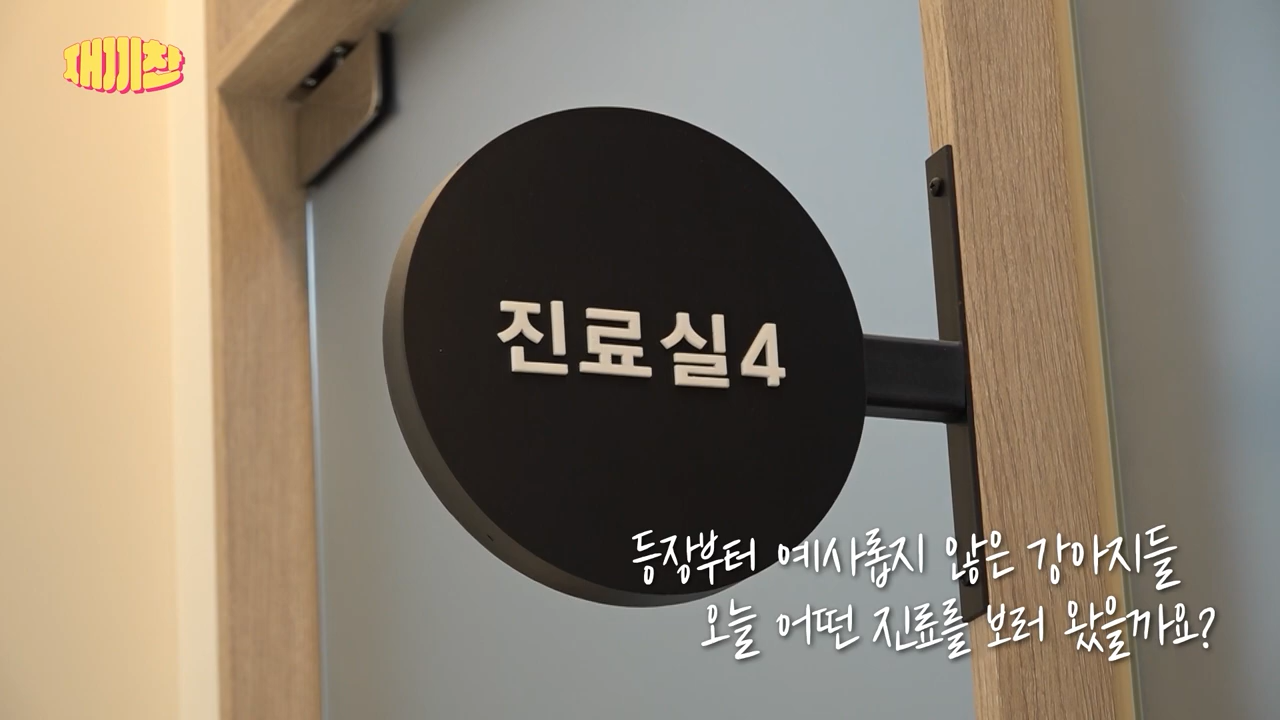 재끼찬
진료실4
등장부터 예사롭지 않은 강아지들
오늘 어떤 진료를 보러 왔을까요?